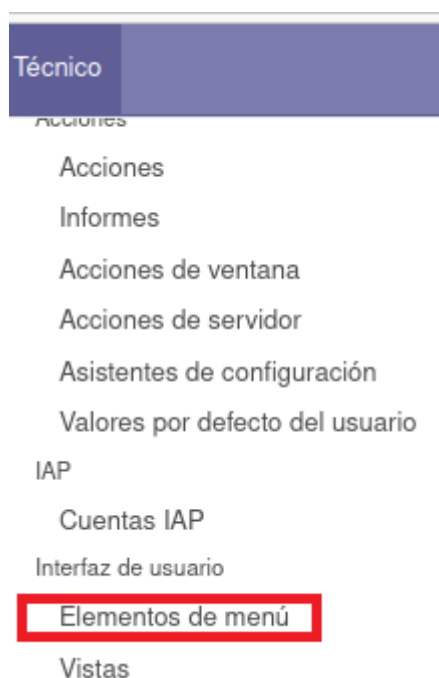 Técnico
Acciones
Acciones
Informes
Acciones de ventana
Acciones de servidor
Asistentes de configuración
Valores por defecto del usuario
IAP
Cuentas IAP
Interfaz de usuario
Elementos de menú
Vistas